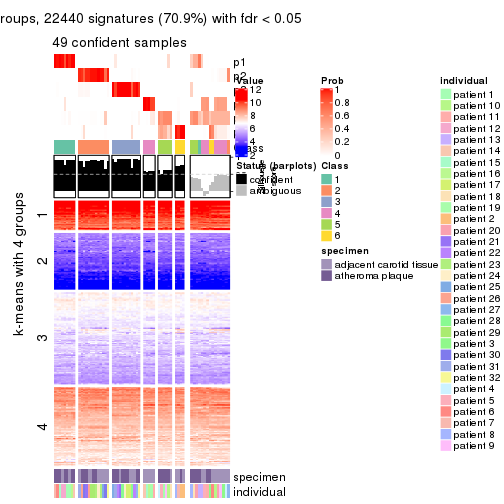 roups, 22440 signatures (70.9%) with fdr < 0.05
49 confident samples
p1
p2
Value
12
10
8
6
4
2
Prob
1
0.8
0.6
0.4
0.2
0
Status (barplots)
confident
ambiguous
Class
1
2
3
4
5
6
specimen
adjacent carotid tissue
atheroma plaque
individual
patient 1
patient 10
patient 11
patient 12
patient 13
patient 14
patient 15
patient 16
patient 17
patient 18
patient 19
patient 2
patient 20
patient 21
patient 22
patient 23
patient 24
patient 25
patient 26
patient 27
patient 28
patient 29
patient 3
patient 30
patient 31
patient 32
patient 4
patient 5
patient 6
patient 7
patient 8
patient 9
k-means with 4 groups
1
2
3
4
specimen
individual